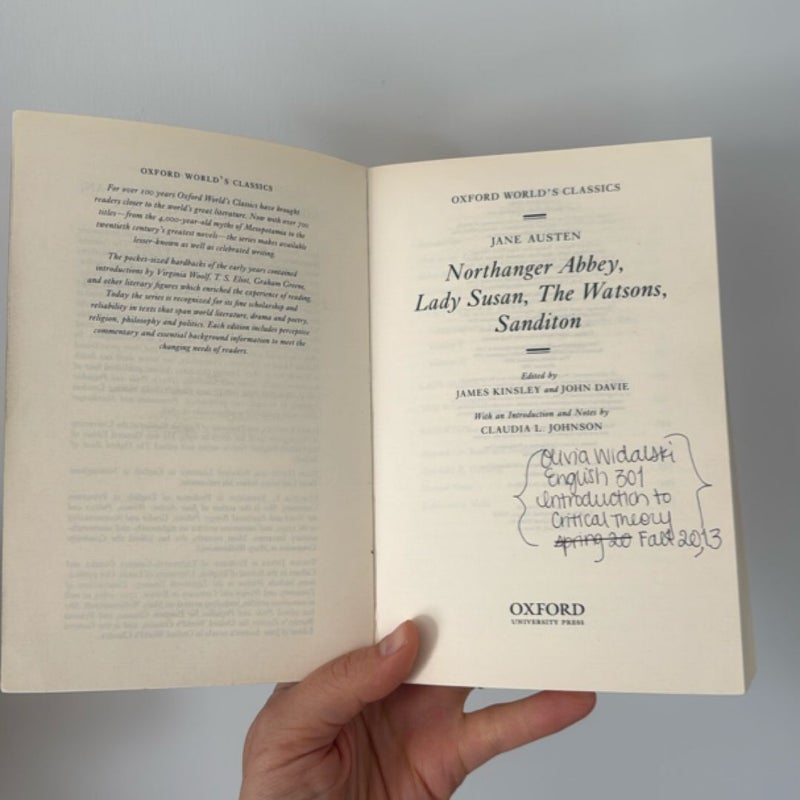 OXFORD WORLD'S CLASSICS
For over 100 years Oxford World's Classics have brought
readers closer to the world's great literature. Now with over 700
titles—from the 4,000-year-old myths of Mesopotamia to the
twentieth century's greatest novels—the series makes available
lesser-known as well as celebrated writing.
The pocket-sized hardbacks of the early years contained
introductions by Virginia Woolf, T. S. Eliot, Graham Greene,
and other literary figures which enriched the experience of reading.
Today the series is recognized for its fine scholarship and
reliability in texts that span world literature, drama and poetry,
religion, philosophy and politics. Each edition includes perceptive
commentary and essential background information to meet the
changing needs of readers.
OXFORD WORLD'S CLASSICS
JANE AUSTEN
Northanger Abbey,
Lady Susan, The Watsons,
Sanditon
Edited by
JAMES KINSLEY and JOHN DAVIE
With an Introduction and Notes by
CLAUDIA L. JOHNSON
Olivia Widalski
English 301
Introduction to
Critical Theory
spring 20 Fall 2013
OXFORD
UNIVERSITY PRESS